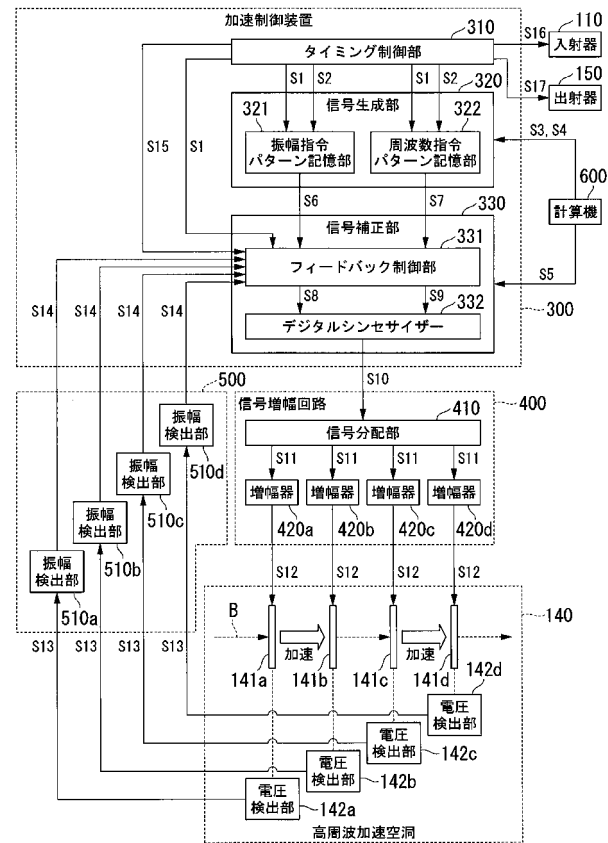 加速制御装置
310
S16
110
タイミング制御部
入射器
S17
150
出射器
S1
S2
S1
S2
320
信号生成部
321
322
S3, S4
振幅指令
パターン記憶部
周波数指令
パターン記憶部
S15
S1
600
計算機
S6
S7
330
信号補正部
331
フィードバック制御部
S5
S14
S14
S14
S14
S8
S9
332
デジタルシンセサイザー
300
S10
500
信号増幅回路
400
410
信号分配部
振幅
検出部
510d
S11
S11
S11
S11
振幅
検出部
510c
増幅器
増幅器
増幅器
増幅器
420a
420b
420c
420d
振幅
検出部
510b
振幅
検出部
510a
S12
S12
S12
S12
140
S13
S13
S13
S13
B
加速
加速
141a
141b
141c
141d
142d
電圧
検出部
電圧
検出部
142c
電圧
検出部
142b
電圧
検出部
142a
高周波加速空洞